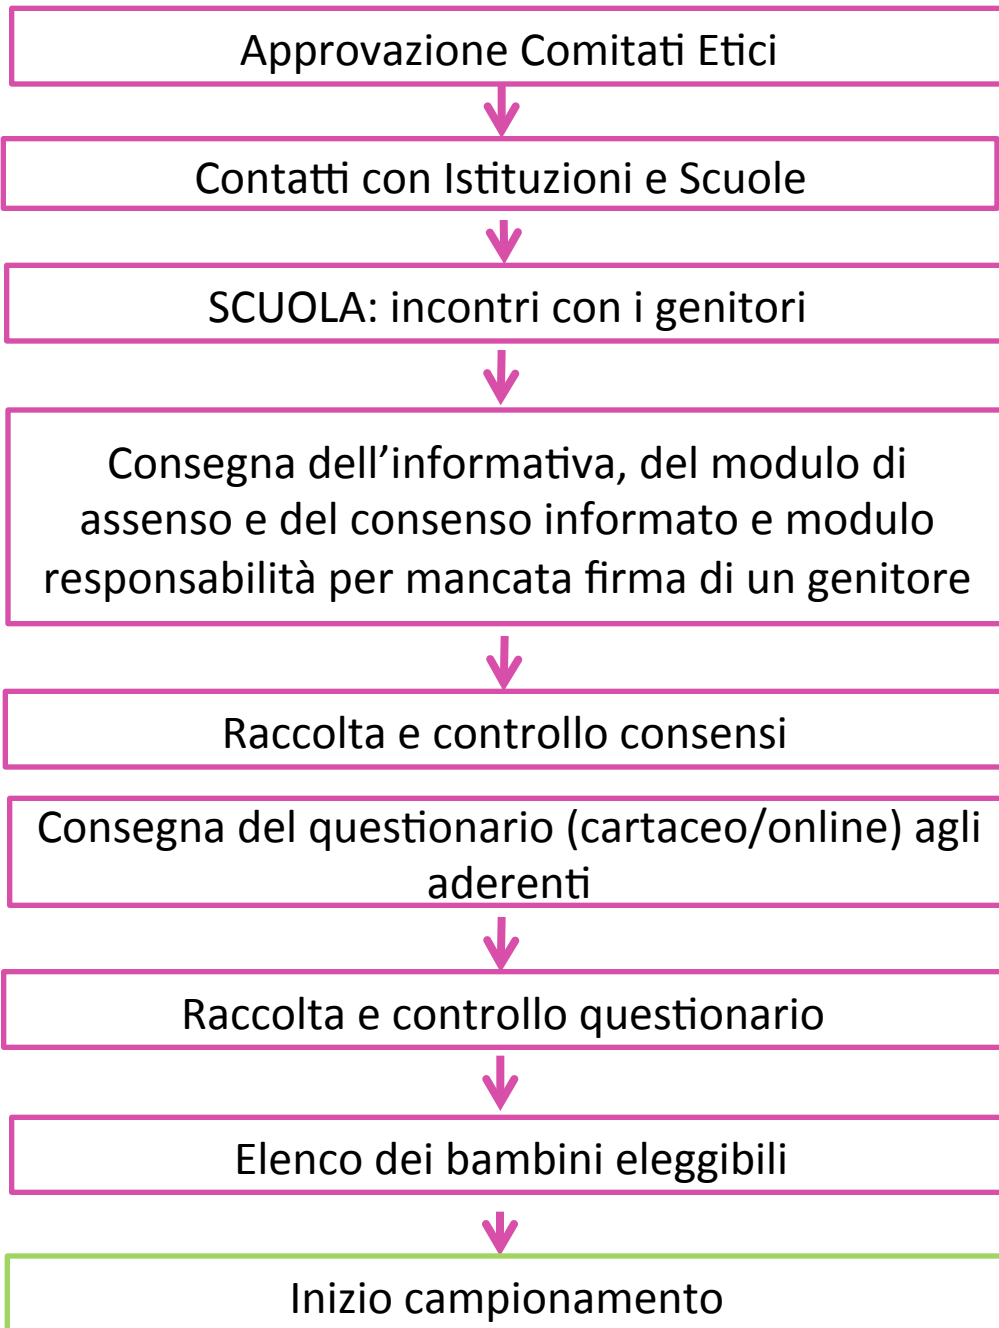 Approvazione Comitati Etici
Contatti con Istituzioni e Scuole
SCUOLA: incontri con i genitori
Consegna dell’informativa, del modulo di
assenso e del consenso informato e modulo
responsabilità per mancata firma di un genitore
Raccolta e controllo consensi
Consegna del questionario (cartaceo/online) agli
aderenti
Raccolta e controllo questionario
Elenco dei bambini eleggibili
Inizio campionamento